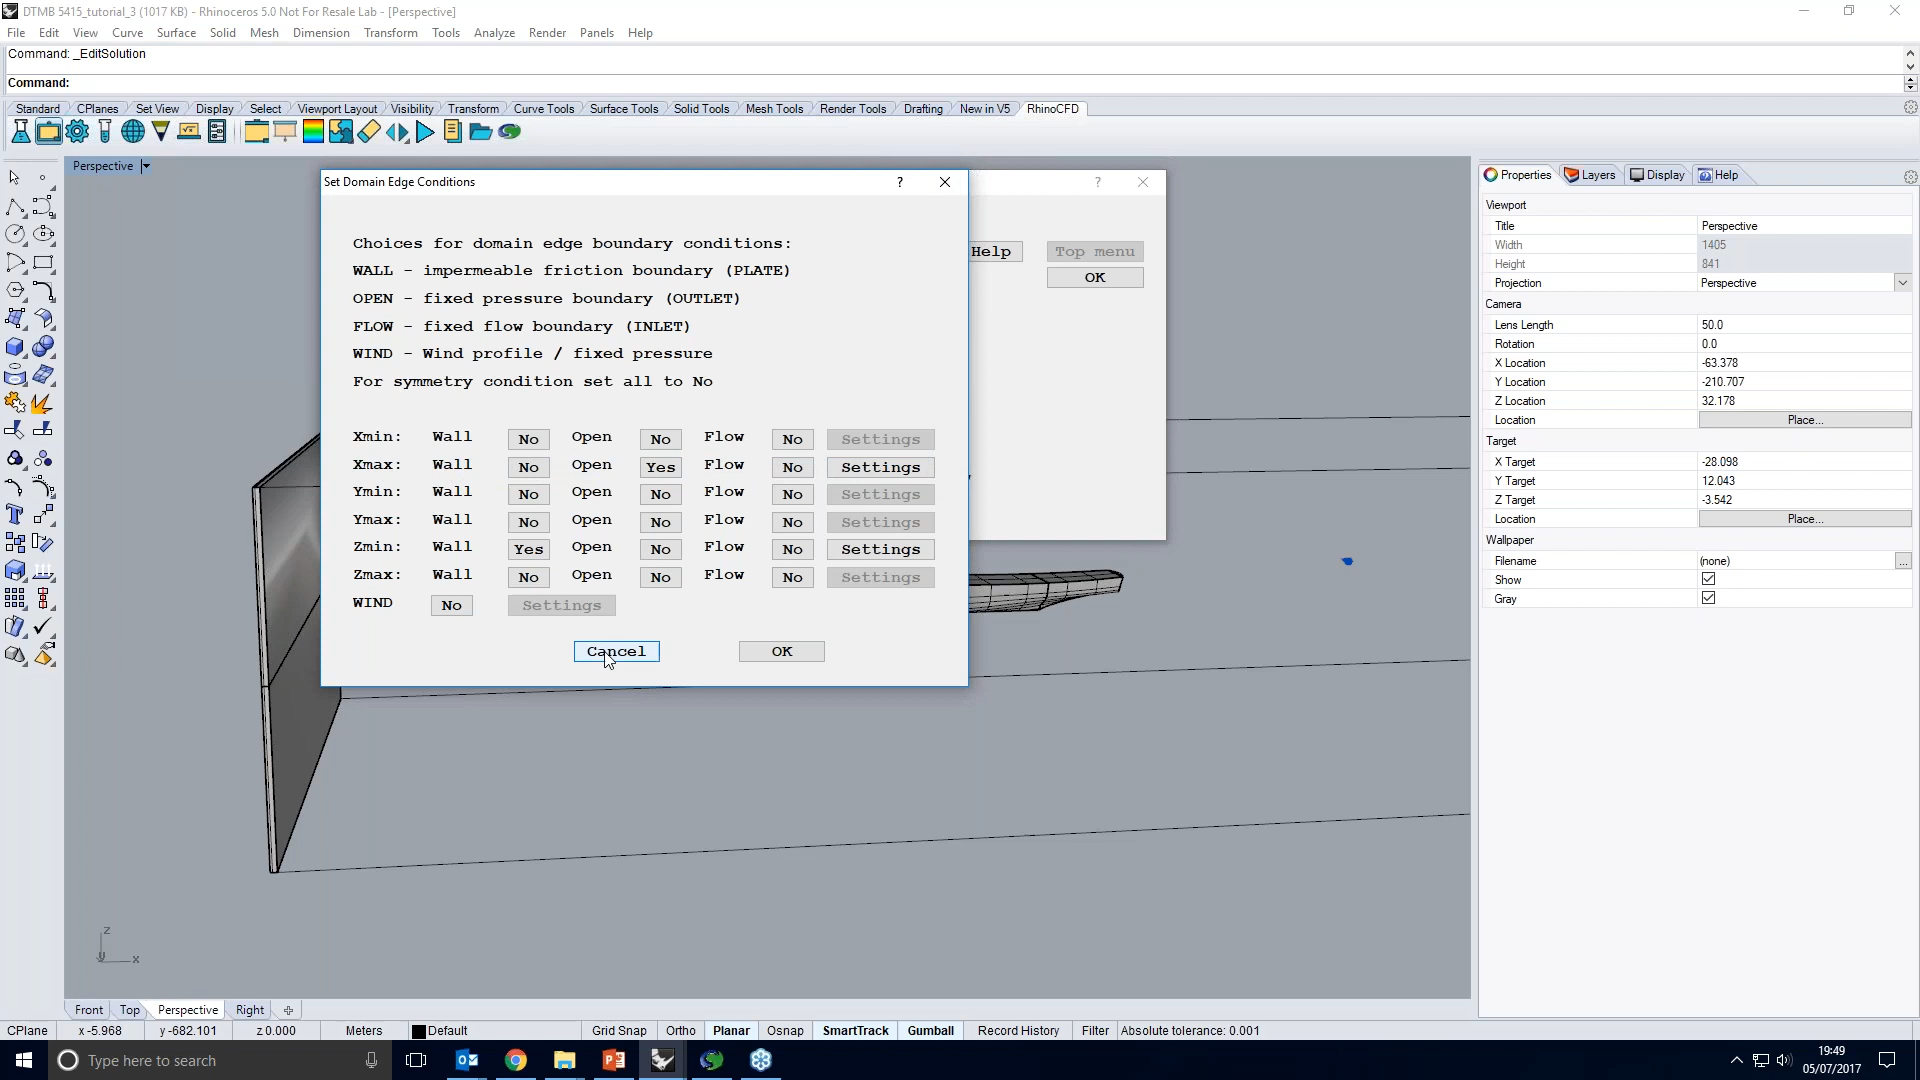 DTMB 5415_tutorial_3 (1017 KB) - Rhinoceros 5.0 Not For Resale Lab - [Perspective]
File Edit View Curve Surface Solid Mesh Dimension Transform Tools Analyze Render Panels Help
Command: _EditSolution
Command:
Standard CPlanes Set View Display Select Viewport Layout Visibility Transform Curve Tools Surface Tools Solid Tools Mesh Tools Render Tools Drafting New in V5 RhinoCFD
Perspective
Set Domain Edge Conditions ? ?
Choices for domain edge boundary conditions:
WALL - impermeable friction boundary (PLATE)
OPEN - fixed pressure boundary (OUTLET)
FLOW - fixed flow boundary (INLET)
WIND - Wind profile / fixed pressure
For symmetry condition set all to No
Xmin: Wall No Open No Flow No Settings
Xmax: Wall No Open Yes Flow No Settings
Ymin: Wall No Open No Flow No Settings
Ymax: Wall No Open No Flow No Settings
Zmin: Wall Yes Open No Flow No Settings
Zmax: Wall No Open No Flow No Settings
WIND No Settings
Cancel OK
Help Top menu
OK
z
y x
Properties Layers Display Help
Viewport
Title Perspective
Width 1405
Height 841
Projection Perspective
Camera
Lens Length 50.0
Rotation 0.0
X Location -63.378
Y Location -210.707
Z Location 32.178
Location Place...
Target
X Target -28.098
Y Target 12.043
Z Target -3.542
Location Place...
Wallpaper
Filename (none) ...
Show
Gray
Front Top Perspective Right
CPlane x -5.968 y -682.101 z 0.000 Meters Default Grid Snap Ortho Planar Osnap SmartTrack Gumball Record History Filter Absolute tolerance: 0.001
Type here to search
19:49
05/07/2017